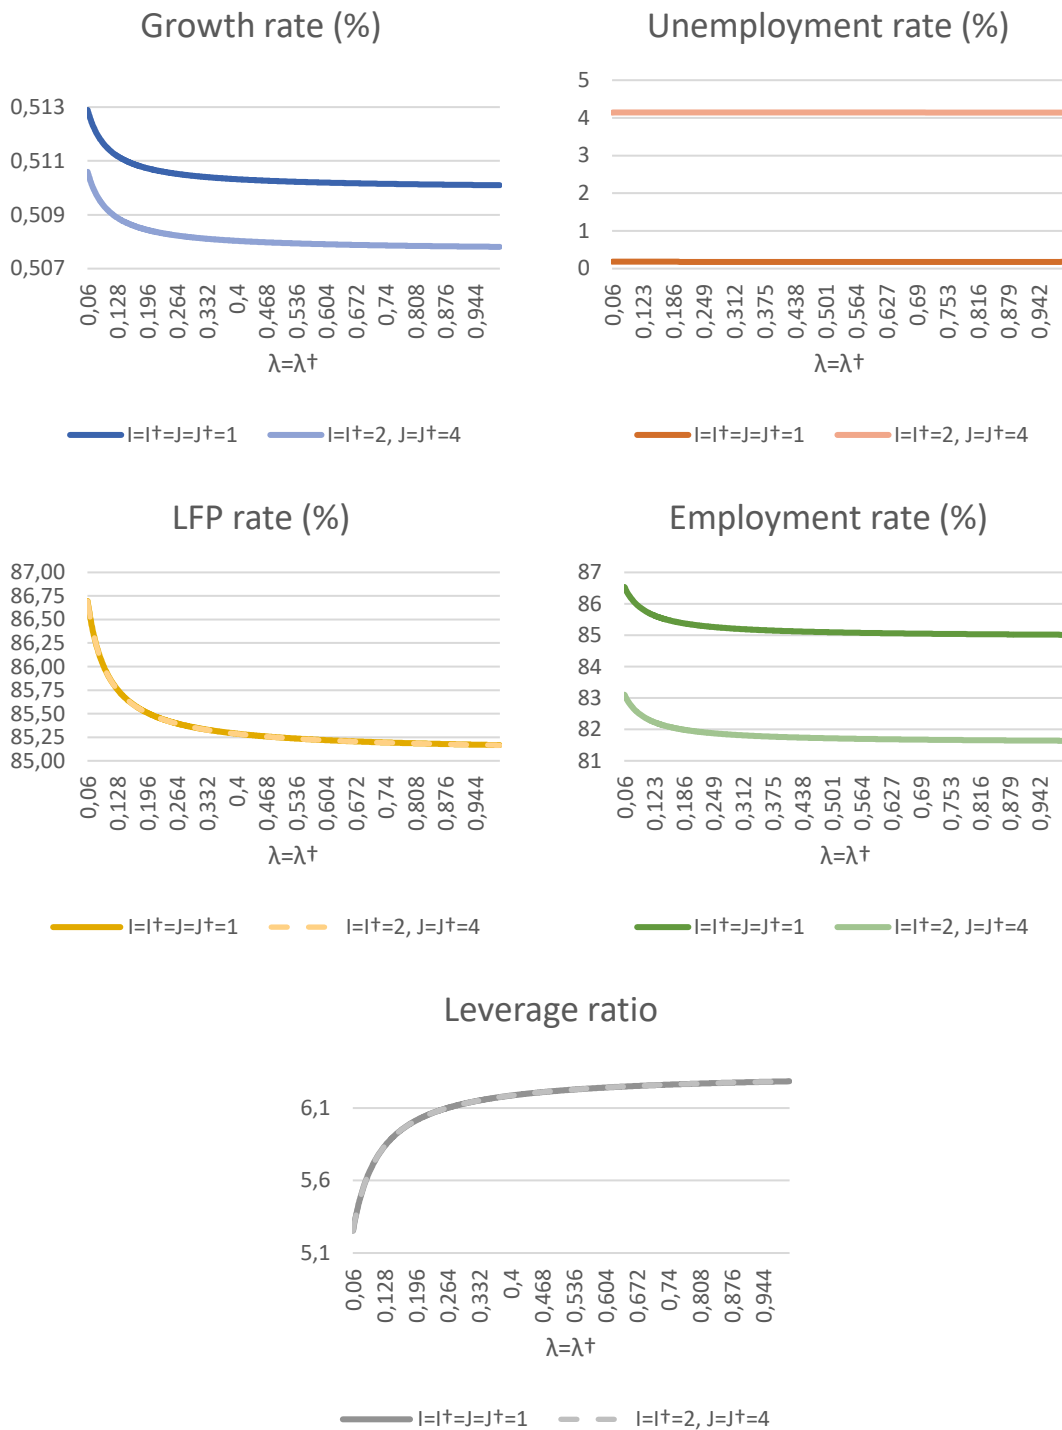 Growth rate (%)
0,513
0,511
0,509
0,507
0,06 0,128 0,196 0,264 0,332 0,4 0,468 0,536 0,604 0,672 0,74 0,808 0,876 0,944
λ=λ†
I=I†=J=J†=1 I=I†=2, J=J†=4
Unemployment rate (%)
5
4
3
2
1
0
0,06 0,123 0,186 0,249 0,312 0,375 0,438 0,501 0,564 0,627 0,69 0,753 0,816 0,879 0,942
λ=λ†
I=I†=J=J†=1 I=I†=2, J=J†=4
LFP rate (%)
87,00
86,75
86,50
86,25
86,00
85,75
85,50
85,25
85,00
0,06 0,128 0,196 0,264 0,332 0,4 0,468 0,536 0,604 0,672 0,74 0,808 0,876 0,944
λ=λ†
I=I†=J=J†=1 I=I†=2, J=J†=4
Employment rate (%)
87
86
85
84
83
82
81
0,06 0,123 0,186 0,249 0,312 0,375 0,438 0,501 0,564 0,627 0,69 0,753 0,816 0,879 0,942
λ=λ†
I=I†=J=J†=1 I=I†=2, J=J†=4
Leverage ratio
6,1
5,6
5,1
0,06 0,128 0,196 0,264 0,332 0,4 0,468 0,536 0,604 0,672 0,74 0,808 0,876 0,944
λ=λ†
I=I†=J=J†=1 I=I†=2, J=J†=4